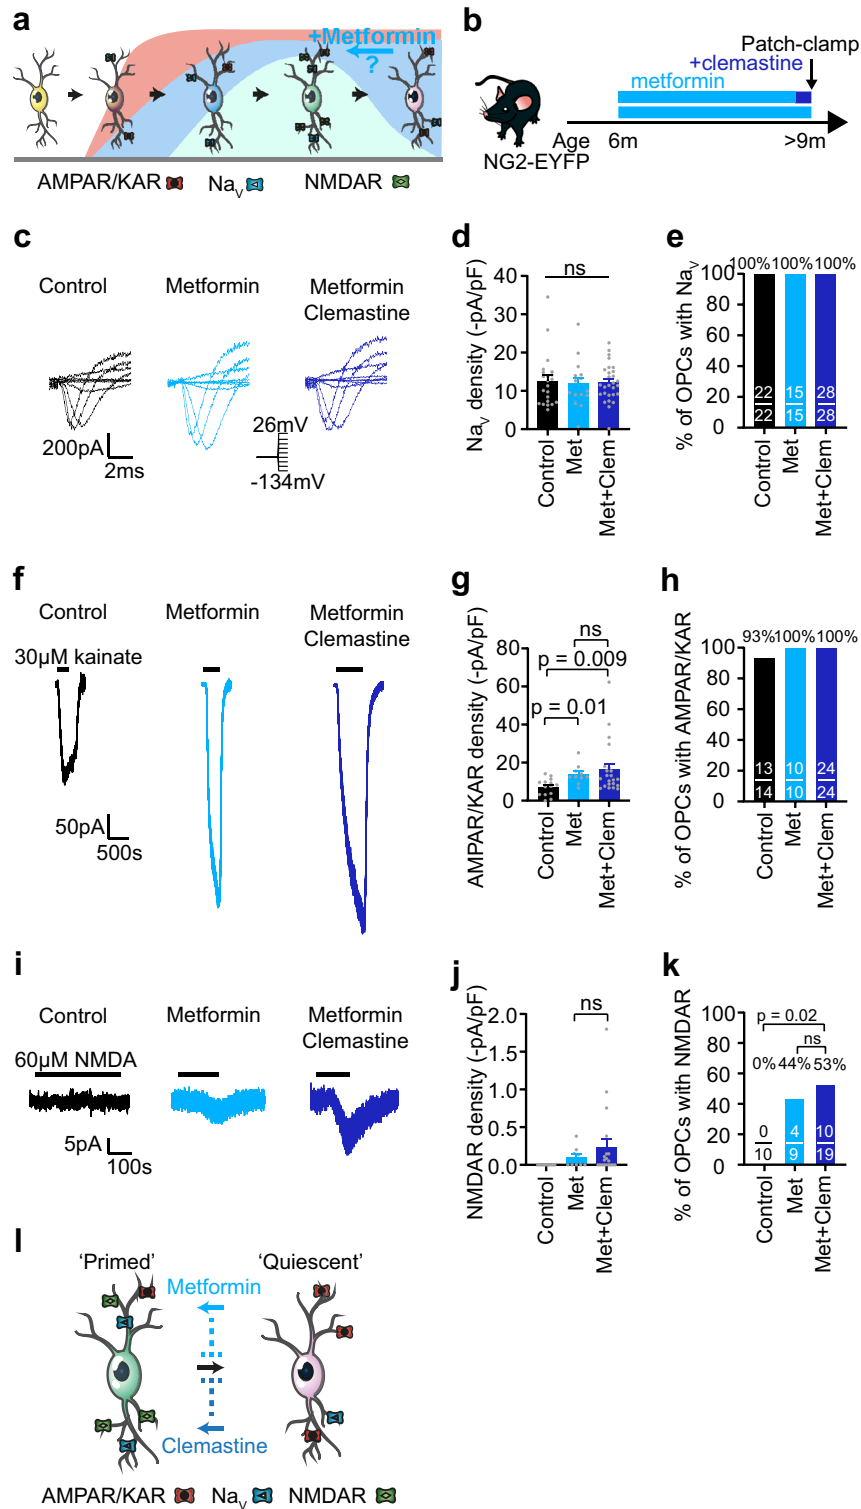 a
+Metformin
?
AMPAR/KAR
NaV
NMDAR
b
Patch-clamp
+clemastine
metformin
Age
6m
>9m
NG2-EYFP
c
Control
Metformin
Metformin
Clemastine
200pA
2ms
26mV
-134mV
d
NaV density (-pA/pF)
40
30
20
10
0
ns
Control
Met
Met+Clem
e
% of OPCs with NaV
100% 100% 100%
100
80
60
40
20
0
22
22
15
15
28
28
Control
Met
Met+Clem
f
Control
Metformin
Metformin
Clemastine
30µM kainate
50pA
500s
g
AMPAR/KAR density (-pA/pF)
80
60
40
20
0
ns
p = 0.009
p = 0.01
Control
Met
Met+Clem
h
% of OPCs with AMPAR/KAR
93% 100% 100%
100
80
60
40
20
0
13
14
10
10
24
24
Control
Met
Met+Clem
i
Control
Metformin
Metformin
Clemastine
60µM NMDA
5pA
100s
j
NMDAR density (-pA/pF)
2.0
1.5
1.0
0.5
0.0
ns
Control
Met
Met+Clem
k
% of OPCs with NMDAR
100
80
60
40
20
0
p = 0.02
ns
0% 44% 53%
0
10
4
9
10
19
Control
Met
Met+Clem
l
'Primed'
'Quiescent'
Metformin
Clemastine
AMPAR/KAR
NaV
NMDAR